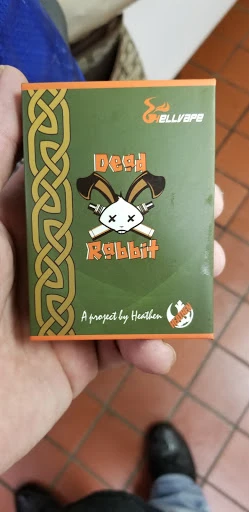 HELLVAPE
Dead
Rabbit
A project by Heathen